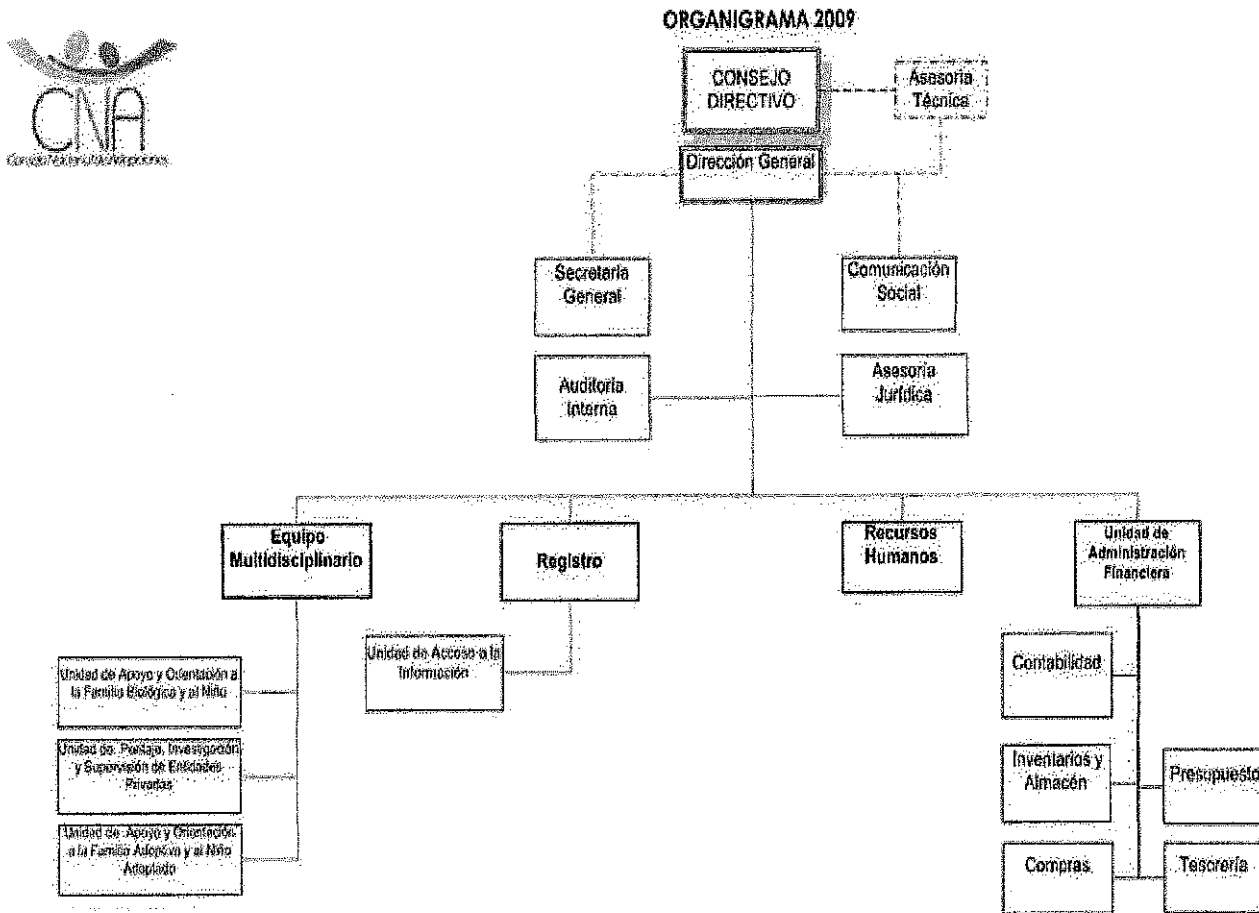 ORGANIGRAMA 2009
CNA
CONSEJO
DIRECTIVO
Asesoría
Técnica
Dirección General
Secretaria
General
Comunicación
Social
Auditoria
Interna
Asesoría
Jurídica
Equipo
Multidisciplinario
Registro
Recursos
Humanos
Unidad de
Administración
Financiera
Unidad de Apoyo y Orientación a
la Familia Biológica y al Niño
Unidad de Acceso a la
Información
Contabilidad
Unidad de Investigación
y Supervisión de Entidades
Privadas
Inventarios y
Almacén
Presupuesto
Unidad de Apoyo y Orientación
a la Familia Adoptiva y al Niño
Adoptado
Compras
Tesorería